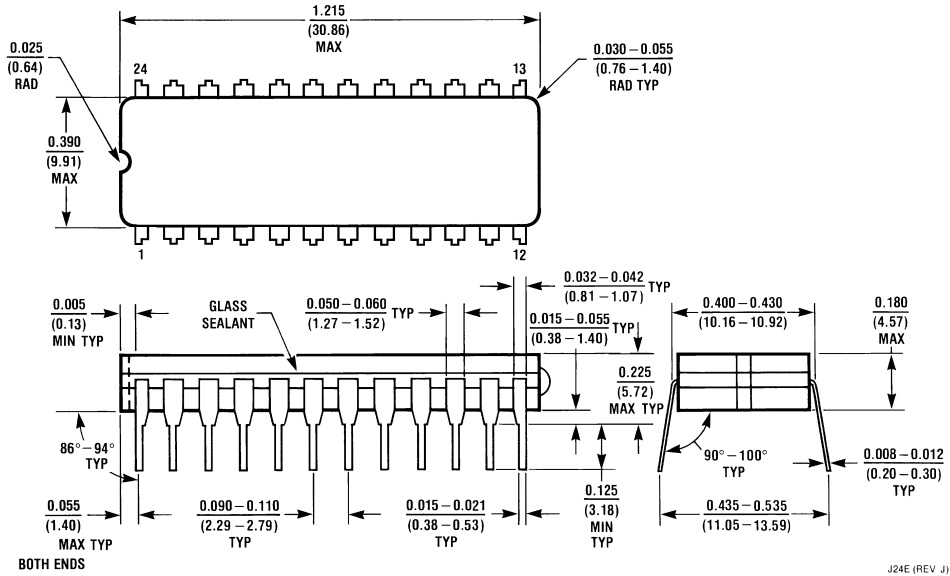 1.215
(30.86)
MAX
0.025
(0.64)
RAD
24
13
0.030–0.055
(0.76–1.40)
RAD TYP
0.390
(9.91)
MAX
1
12
0.005
(0.13)
MIN TYP
GLASS
SEALANT
0.050–0.060
(1.27–1.52)
TYP
0.032–0.042
(0.81–1.07)
TYP
0.015–0.055
(0.38–1.40)
TYP
0.225
(5.72)
MAX TYP
0.400–0.430
(10.16–10.92)
0.180
(4.57)
MAX
86°–94°
TYP
90°–100°
TYP
0.008–0.012
(0.20–0.30)
TYP
0.055
(1.40)
MAX TYP
BOTH ENDS
0.090–0.110
(2.29–2.79)
TYP
0.015–0.021
(0.38–0.53)
TYP
0.125
(3.18)
MIN
TYP
0.435–0.535
(11.05–13.59)
J24E (REV J)